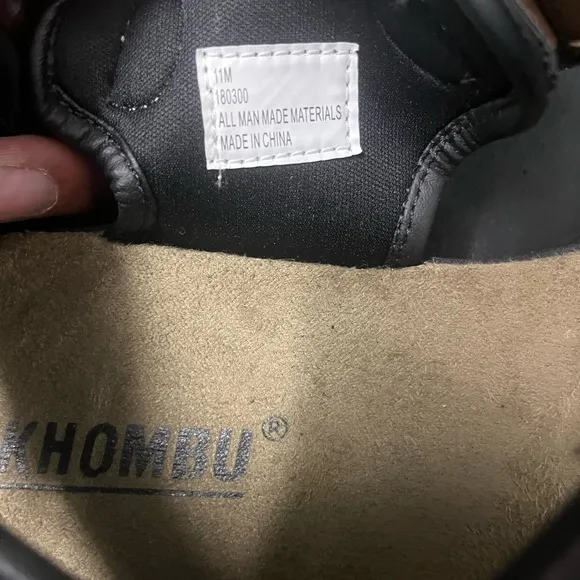 11M
180300
ALL MAN MADE MATERIALS
MADE IN CHINA
KHOMBU®